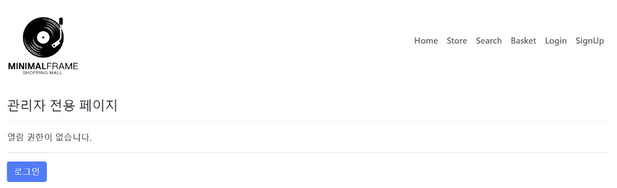 MINIMALFRAME
SHOPPING MALL
Home Store Search Basket Login SignUp
관리자 전용 페이지
열람 권한이 없습니다.
로그인